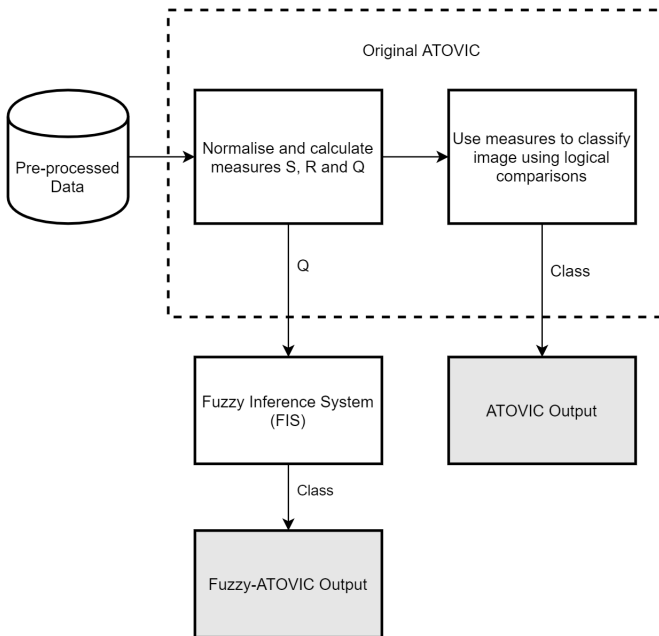 Original ATOVIC
Pre-processed
Data
Normalise and calculate
measures S, R and Q
Use measures to classify
image using logical
comparisons
Q
Class
Fuzzy Inference System
(FIS)
ATOVIC Output
Class
Fuzzy-ATOVIC Output